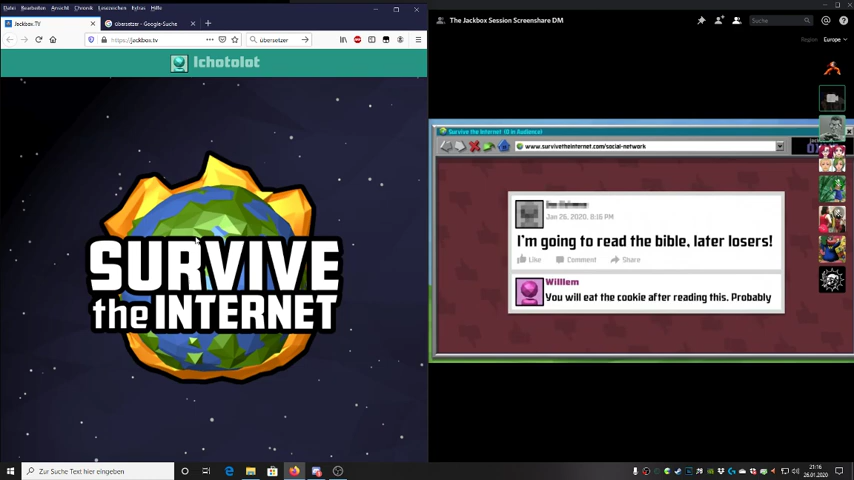 Datei Bearbeiten Ansicht Chronik Lesezeichen Extras Hilfe
Jackbox.TV
übersetzer - Google-Suche
https://jackbox.tv
übersetzer
Ichotolot
SURVIVE
the INTERNET
The Jackbox Session Screenshare DM
Suche
Region
Europe
Survive the Internet (0 in Audience)
www.survivetheinternet.com/social-network
Jan 26, 2020, 8:16 PM
I'm going to read the bible, later losers!
Like Comment Share
Willlem
You will eat the cookie after reading this. Probably
Zur Suche Text hier eingeben
21:16
26.01.2020